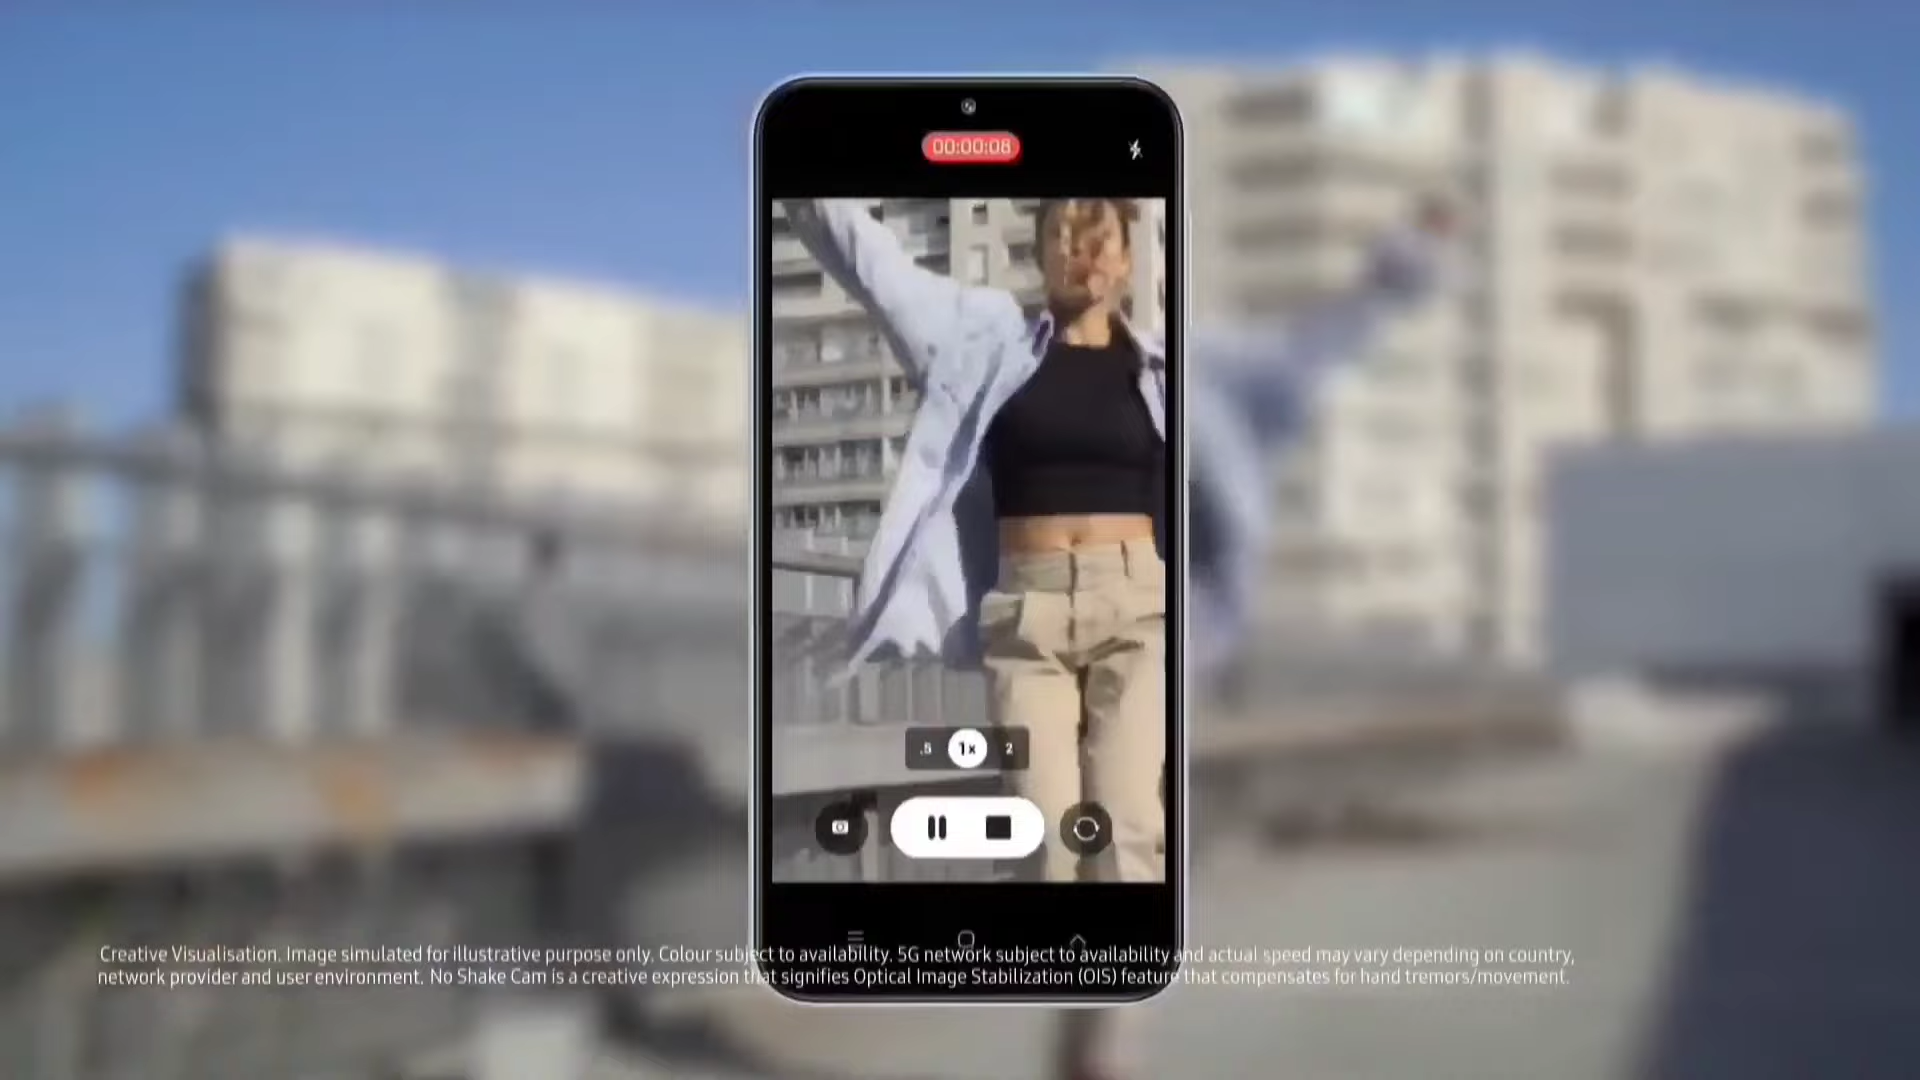 00:00:08
.5 1x 2
Creative Visualisation. Image simulated for illustrative purpose only. Colour subject to availability. 5G network subject to availability and actual speed may vary depending on country,
network provider and user environment. No Shake Cam is a creative expression that signifies Optical Image Stabilization (OIS) feature that compensates for hand tremors/movement.